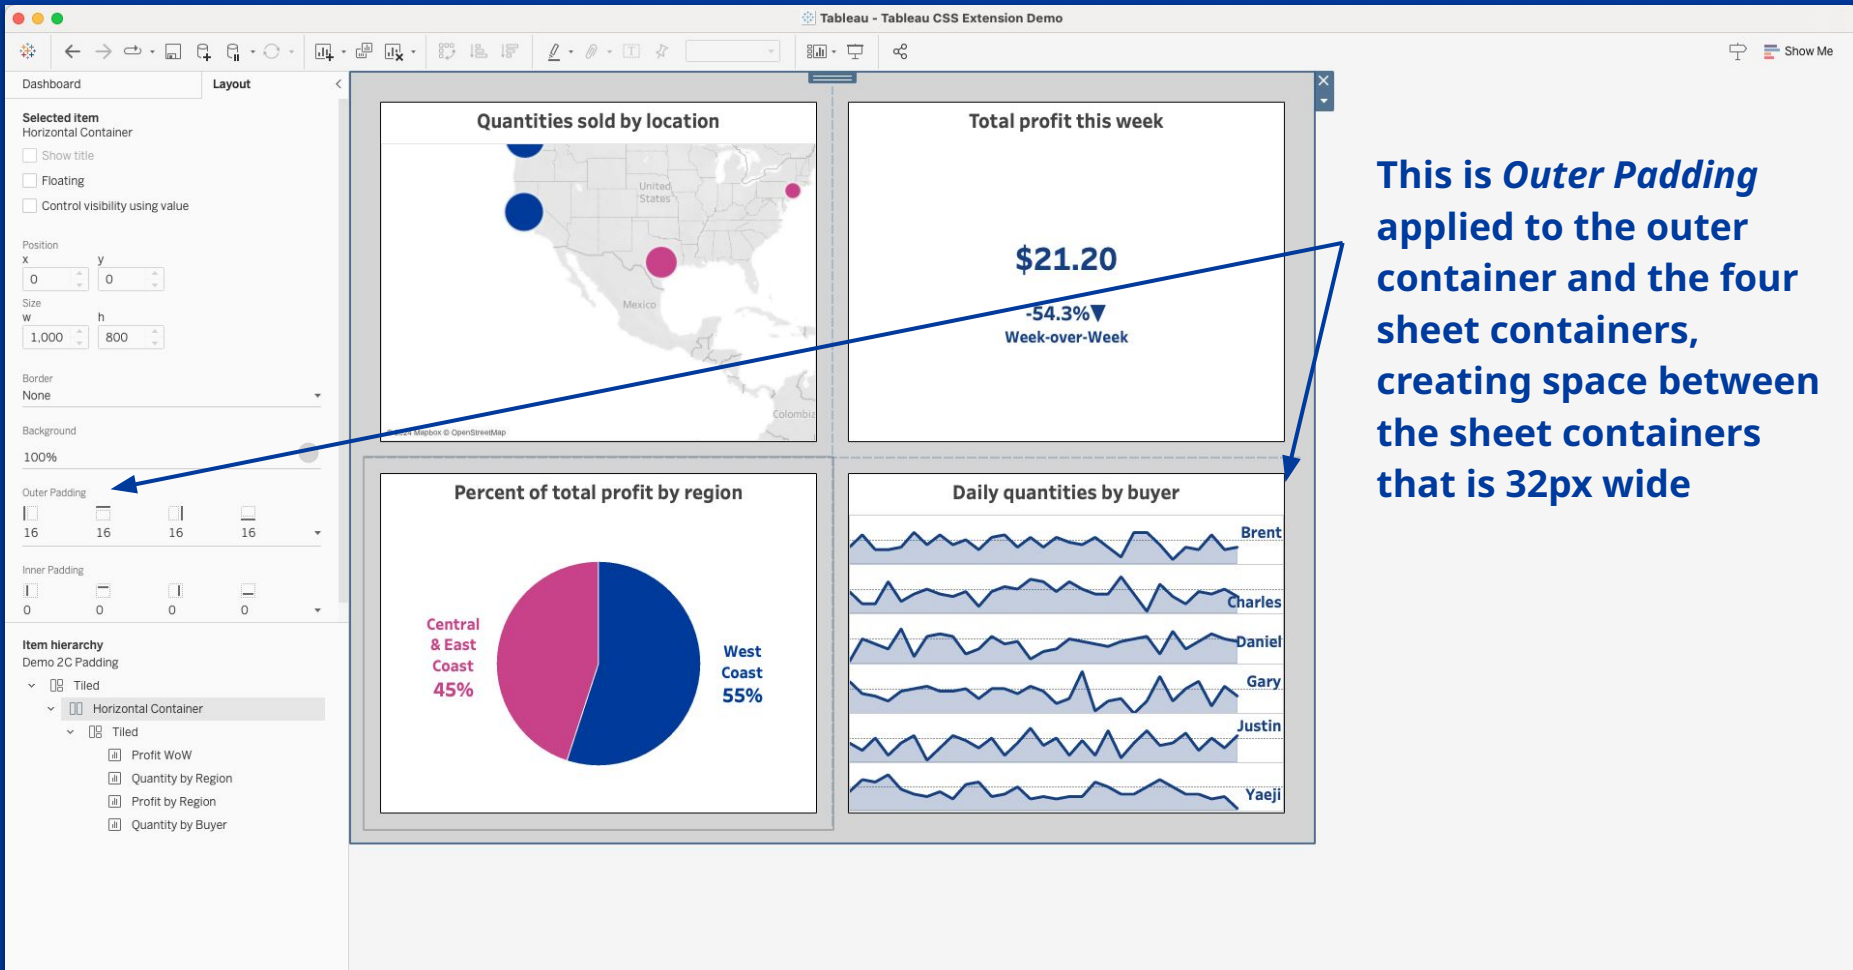 Tableau - Tableau CSS Extension Demo
Show Me
Dashboard
Layout
Selected item
Horizontal Container
Show title
Floating
Control visibility using value
Position
x y
0 0
Size
w h
1,000 800
Border
None
Background
100%
Outer Padding
16 16 16 16
Inner Padding
0 0 0 0
Item hierarchy
Demo 2C Padding
Tiled
Horizontal Container
Tiled
Profit WoW
Quantity by Region
Profit by Region
Quantity by Buyer
Quantities sold by location
United
States
Mexico
Colombia
Mapbox © OpenStreetMap
Total profit this week
$21.20
-54.3%▼
Week-over-Week
Percent of total profit by region
Central
& East
Coast
45%
West
Coast
55%
Daily quantities by buyer
Brent
Charles
Daniel
Gary
Justin
Yaeji
This is Outer Padding
applied to the outer
container and the four
sheet containers,
creating space between
the sheet containers
that is 32px wide